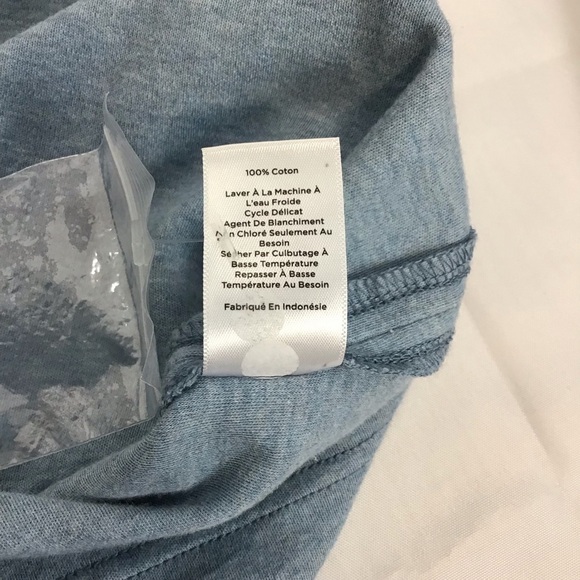 100% Coton
Laver À La Machine À
L'eau Froide
Cycle Délicat
Agent De Blanchiment
Non Chloré Seulement Au
Besoin
Sécher Par Culbutage À
Basse Température
Repasser À Basse
Température Au Besoin
Fabriqué En Indonésie